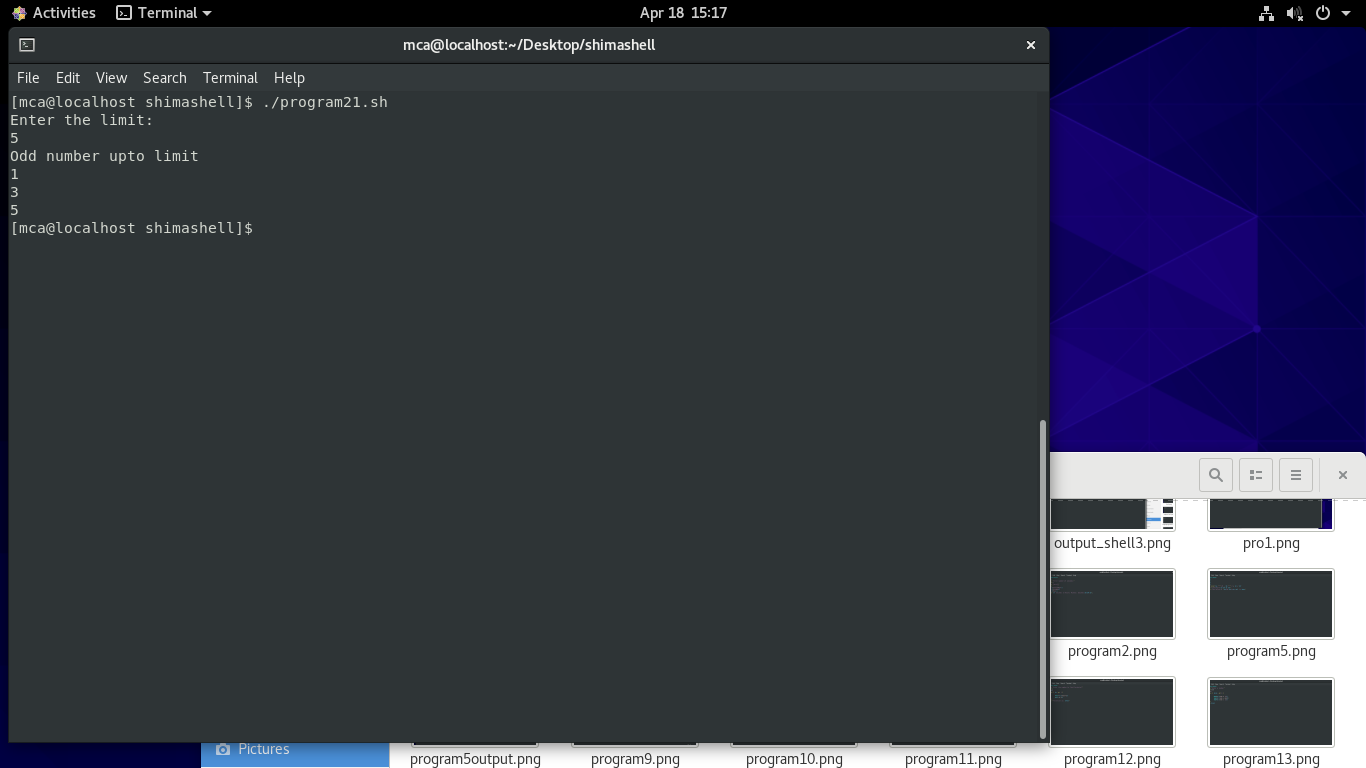 Activities Terminal Apr 18 15:17
mca@localhost:~/Desktop/shimashell
File Edit View Search Terminal Help
[mca@localhost shimashell]$ ./program21.sh
Enter the limit:
5
Odd number upto limit
1
3
5
[mca@localhost shimashell]$
output_shell3.png pro1.png
program2.png program5.png
Pictures
program5output.png program9.png program10.png program11.png program12.png program13.png